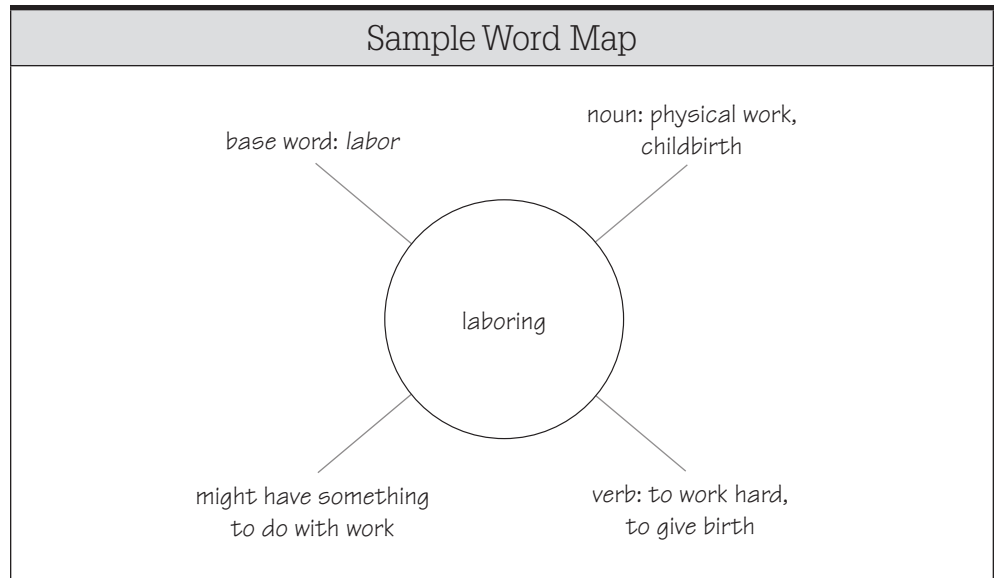 Sample Word Map
base word: labor
noun: physical work,
childbirth
laboring
might have something
to do with work
verb: to work hard,
to give birth